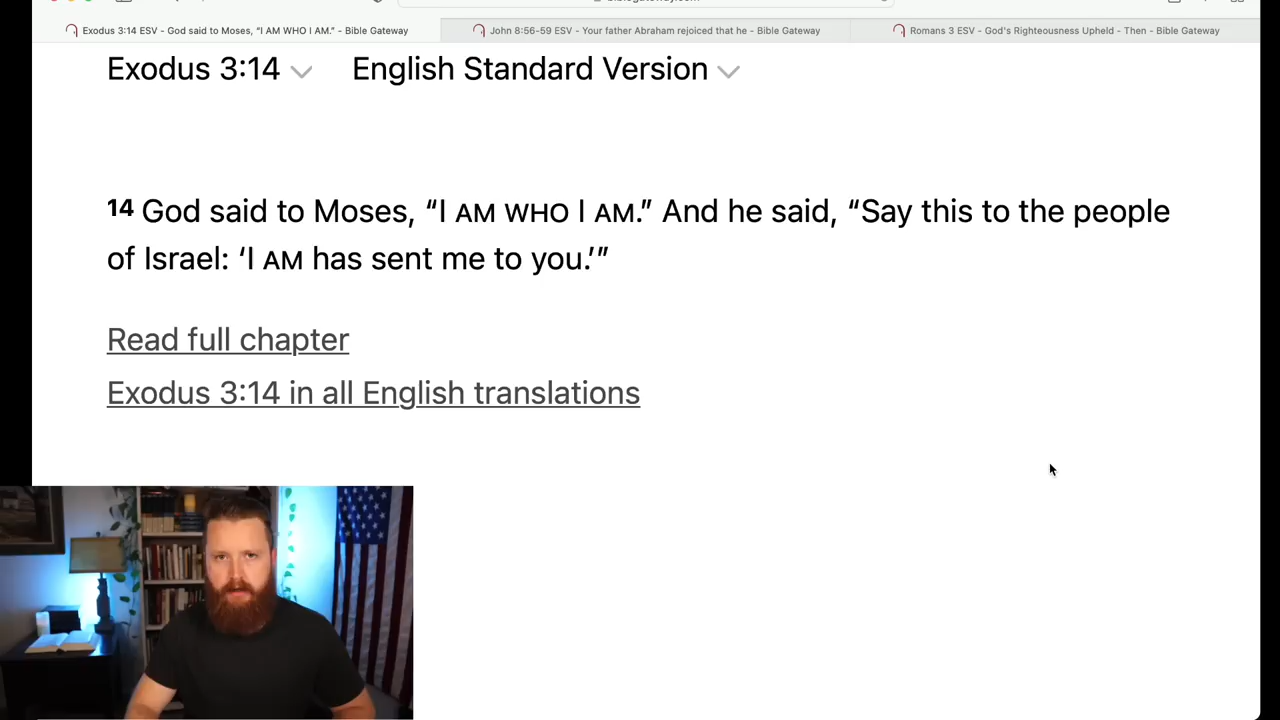 Exodus 3:14 ESV - God said to Moses, “I AM WHO I AM.” - Bible Gateway
John 8:56-59 ESV - Your father Abraham rejoiced that he - Bible Gateway
Romans 3 ESV - God's Righteousness Upheld - Then - Bible Gateway
Exodus 3:14 English Standard Version
14 God said to Moses, “I AM WHO I AM.” And he said, “Say this to the people
of Israel: ‘I AM has sent me to you.’”
Read full chapter
Exodus 3:14 in all English translations